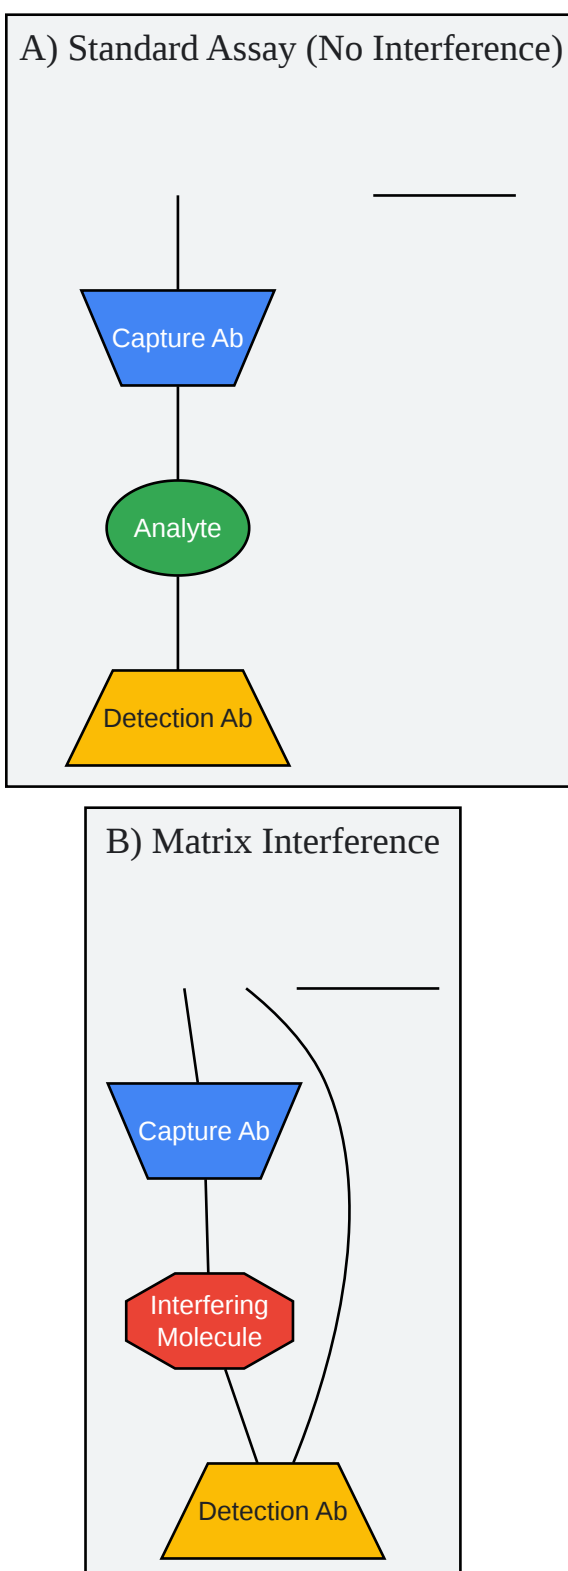 A) Standard Assay (No Interference)
Capture Ab
Analyte
Detection Ab
B) Matrix Interference
Capture Ab
Interfering
Molecule
Detection Ab